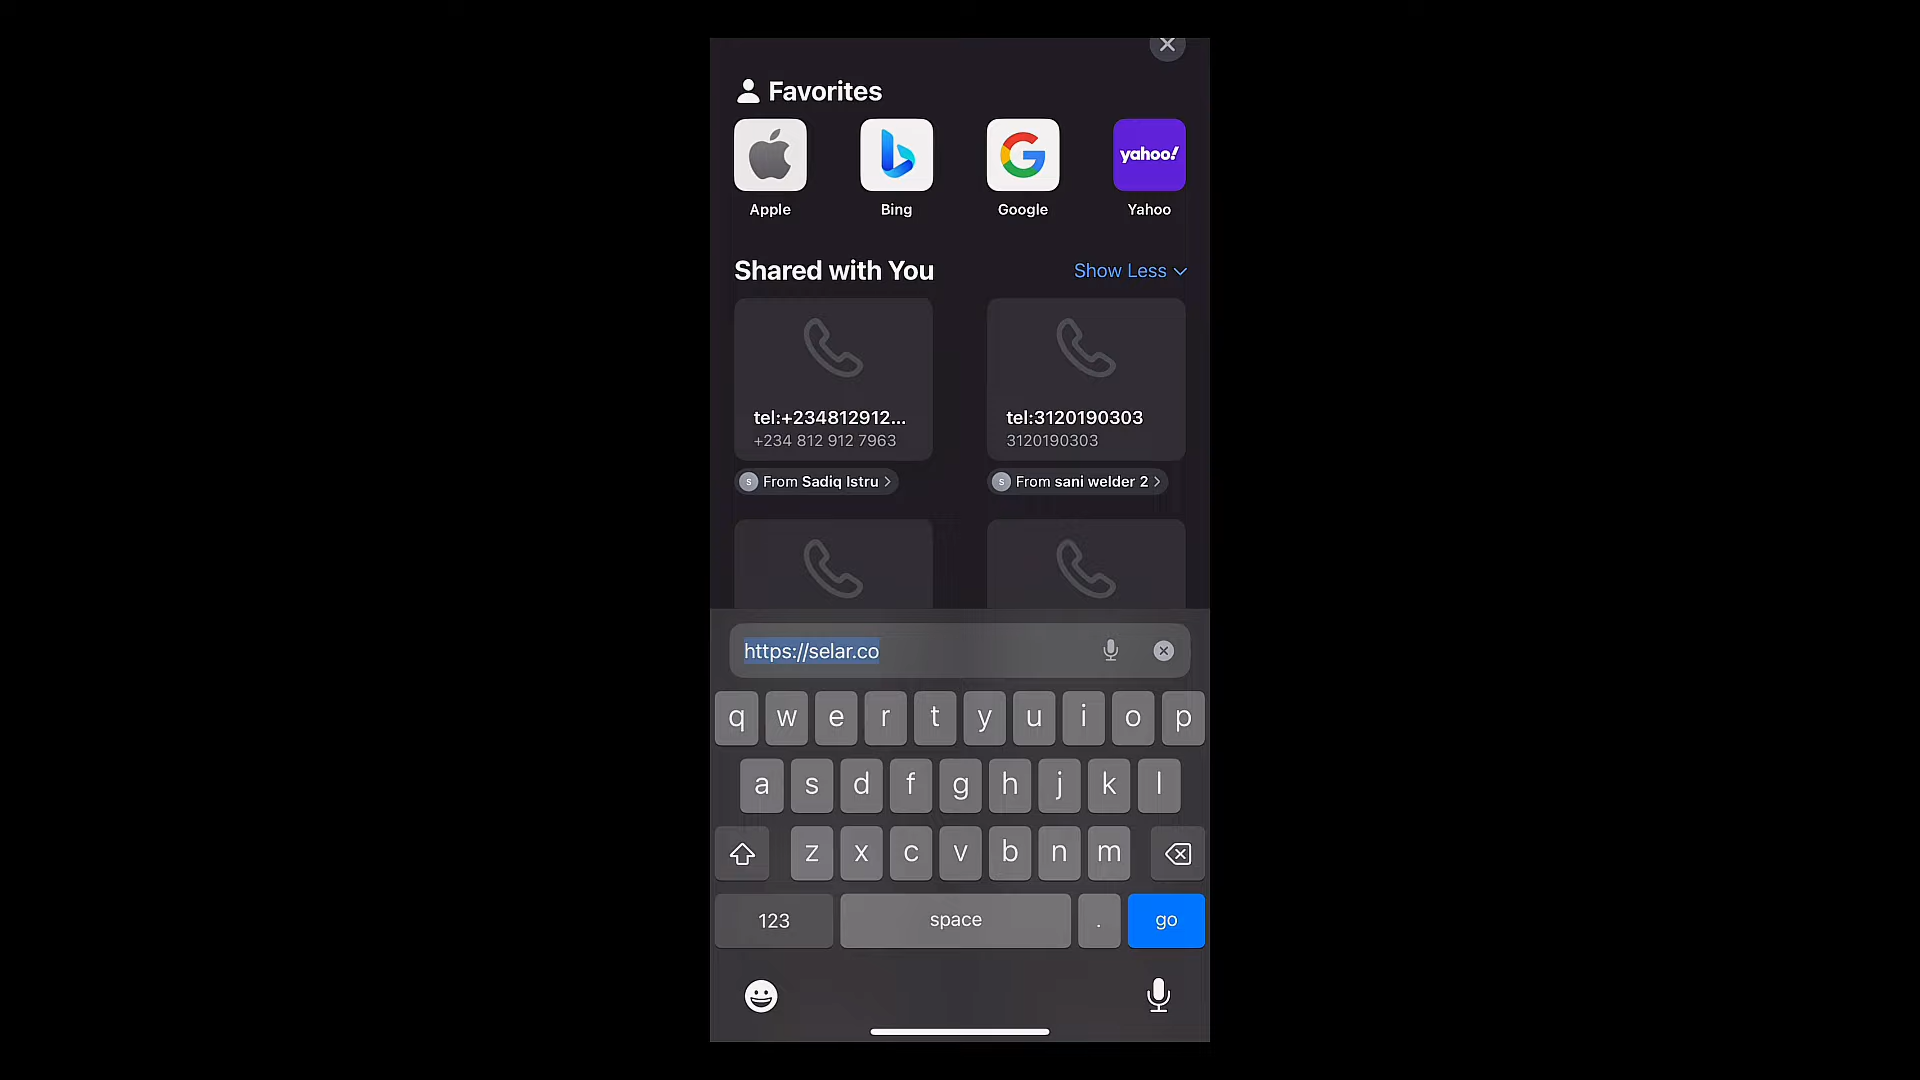 Favorites
yahoo!
Apple
Bing
Google
Yahoo
Shared with You
Show Less
tel:+234812912...
+234 812 912 7963
tel:3120190303
3120190303
S From Sadiq Istru
S From sani welder 2
https://selar.co
q w e r t y u i o p
a s d f g h j k l
z x c v b n m
123 space . go